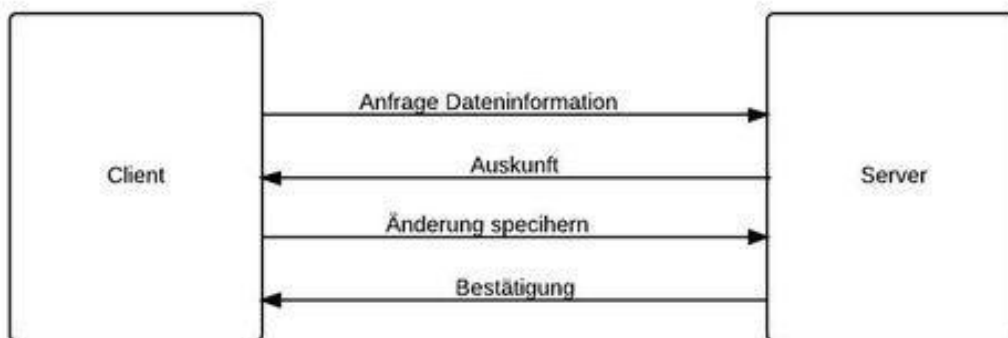 Anfrage Dateninformation
Client
Auskunft
Server
Änderung specihern
Bestätigung